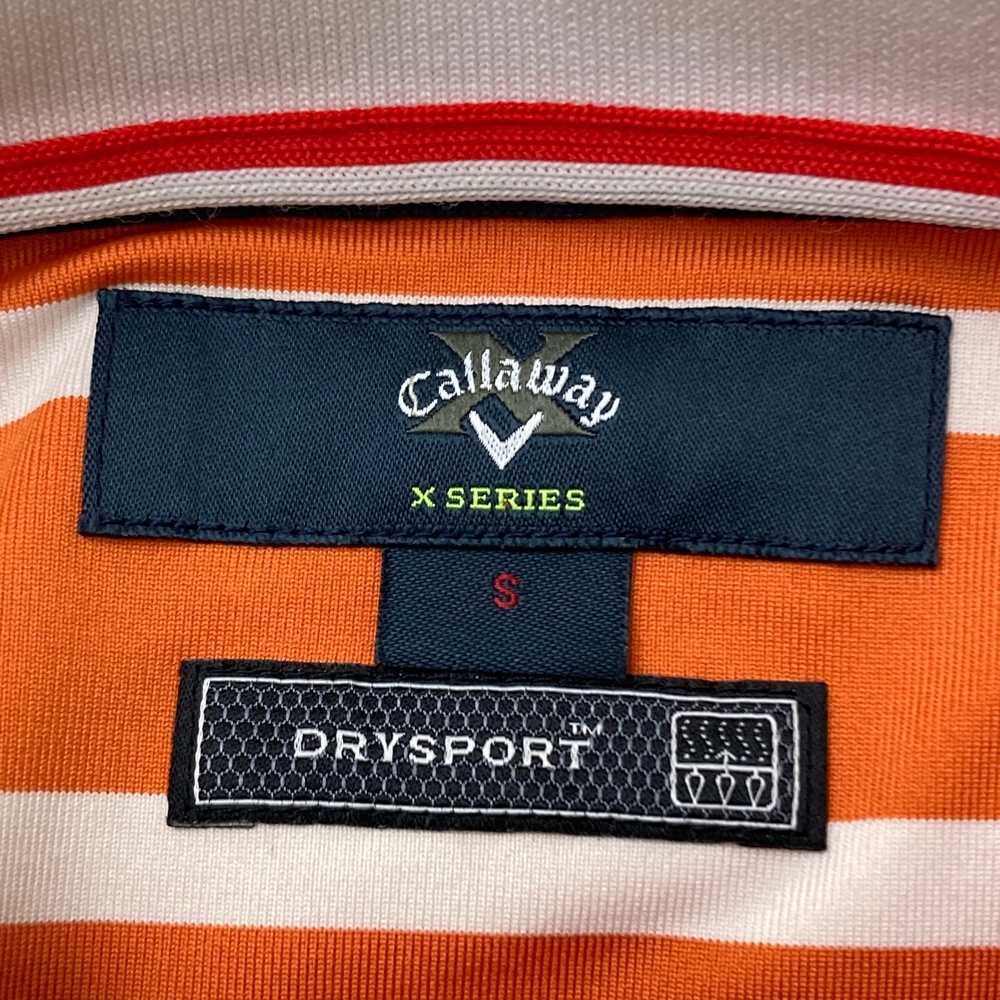 X
Callaway
X SERIES
S
DRYSPORT™